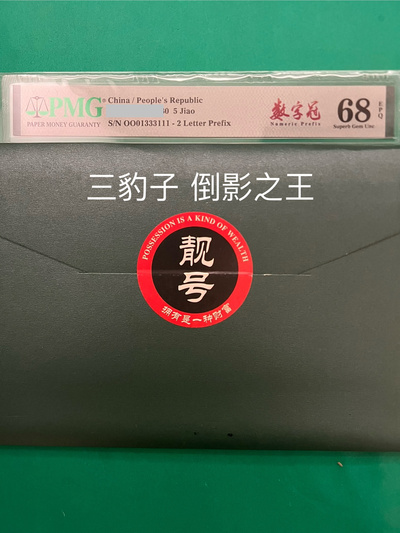 PMG
PAPER MONEY GUARANTY
China / People's Republic
60 5 Jiao
S/N OO01333111 - 2 Letter Prefix
数字冠
Numeric Prefix
68
EPQ
Superb Gem Unc
三豹子 倒影之王
POSSESSION IS A KIND OF WEALTH
靓号
拥有是一种财富